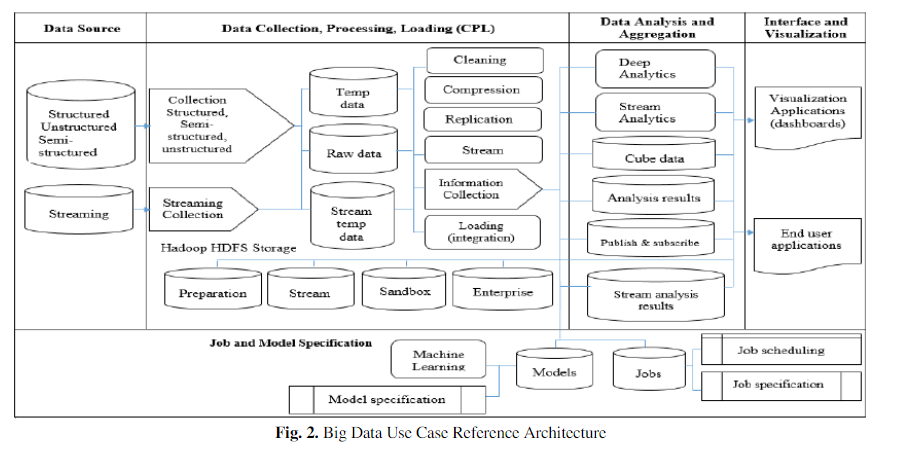 Data Source
Data Collection, Processing, Loading (CPL)
Data Analysis and
Aggregation
Interface and
Visualization
Structured
Unstructured
Semi-
structured
Streaming
Collection
Structured,
Semi-
structured,
unstructured
Streaming
Collection
Temp
data
Raw data
Stream
temp
data
Cleaning
Compression
Replication
Stream
Information
Collection
Loading
(integration)
Hadoop HDFS Storage
Preparation
Stream
Sandbox
Enterprise
Deep
Analytics
Stream
Analytics
Cube data
Analysis results
Publish & subscribe
Stream analysis
results
Visualization
Applications
(dashboards)
End user
applications
Job and Model Specification
Machine
Learning
Model specification
Models
Jobs
Job scheduling
Job specification
Fig. 2. Big Data Use Case Reference Architecture